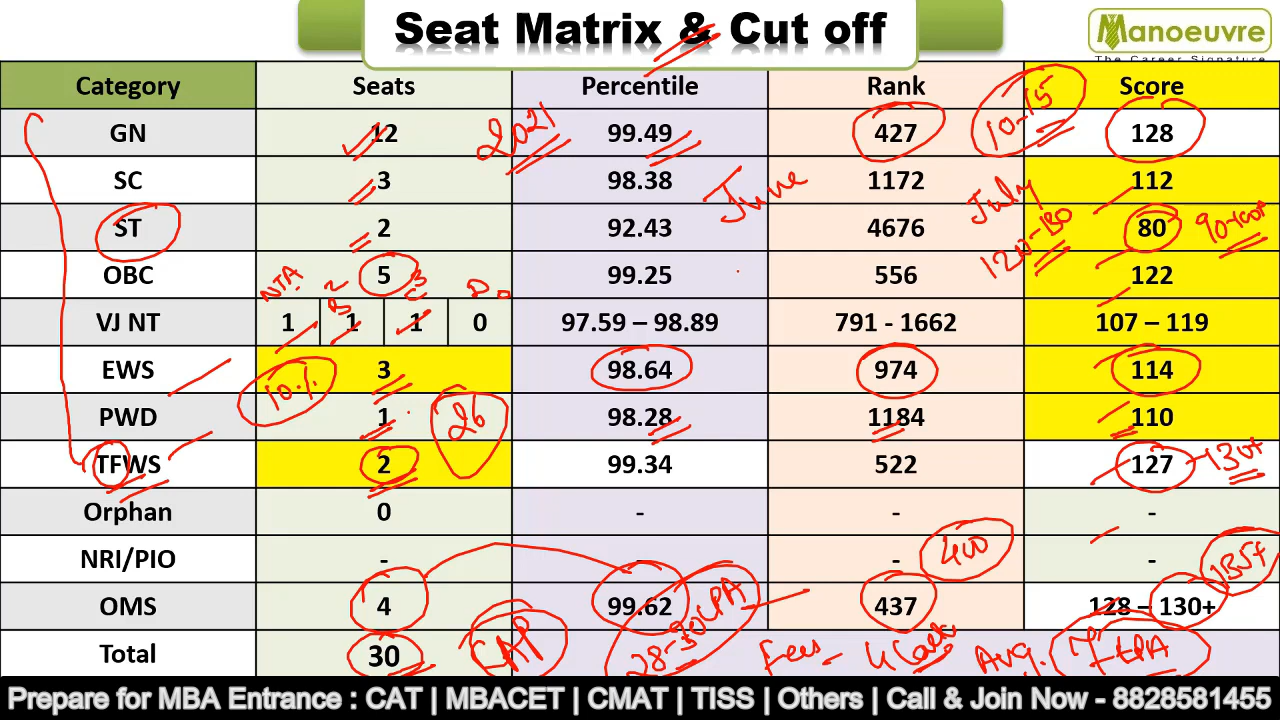 Seat Matrix & Cut off
Manoeuvre
The Career Signature
Category Seats Percentile Rank Score
GN 12 2021 99.49 427 10-15 128
SC 3 98.38 June 1172 July 112
ST 2 92.43 4676 120-130 80 90-100+
OBC NTA 5 99.25 556 122
VJ NT 1 1 1 0 97.59 – 98.89 791 - 1662 107 – 119
EWS 10% 3 98.64 974 114
PWD 1 26 98.28 1184 110
TFWS 2 99.34 522 127 130+
Orphan 0 - - -
NRI/PIO - - - 400 - 135+
OMS 4 99.62 437 128 – 130+
Total 30 CAP 28-30LPA Fees - Avg.
Prepare for MBA Entrance : CAT | MBACET | CMAT | TISS | Others | Call & Join Now - 8828581455